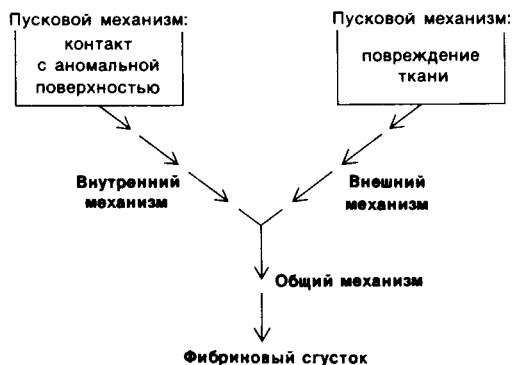 Пусковой механизм:
контакт
с аномальной
поверхностью
Пусковой механизм:
повреждение
ткани
Внутренний
механизм
Внешний
механизм
Общий механизм
Фибриновый сгусток